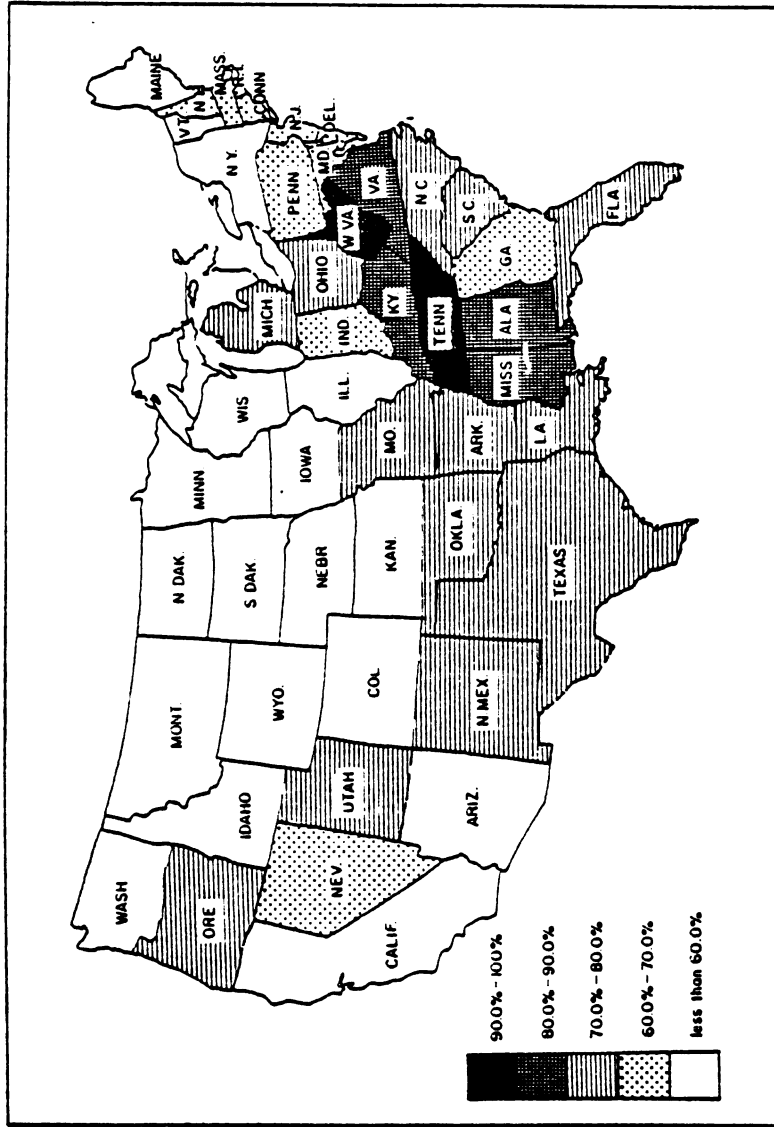 WASH
ORE
CALIF.
NEV.
IDAHO
UTAH
ARIZ.
MONT.
WYO.
COL
N MEX.
N DAK.
S DAK.
NEBR
KAN.
OKLA.
TEXAS
MINN
IOWA
MO.
ARK.
LA
WIS
ILL.
MICH.
IND.
OHIO
KY
TENN
MISS
ALA
GA
FLA
S.C.
N C
VA
W VA
MD.
DEL.
PENN
N.J.
N.Y.
CONN
R.I.
MASS.
VT
MAINE
90.0% - 100%
80.0% - 90.0%
70.0% - 80.0%
60.0% - 70.0%
less than 60.0%